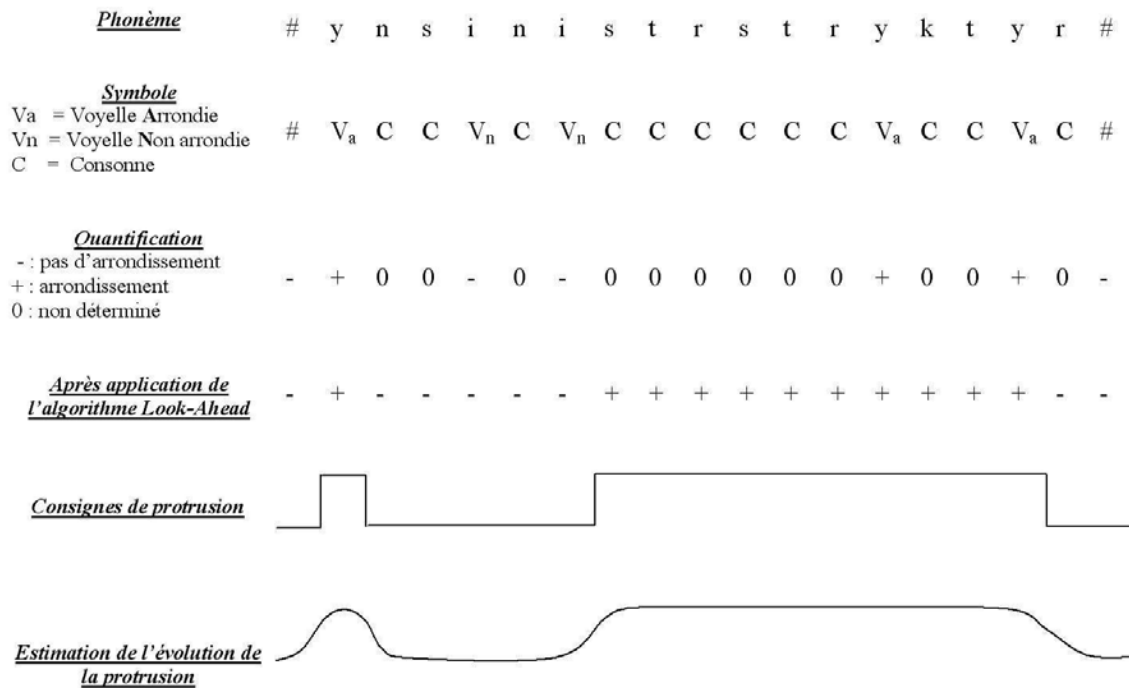 Phonème # y n s i n i s t r s t r y k t y r #
Symbole
Va = Voyelle Arrondie
Vn = Voyelle Non arrondie
C = Consonne
# Va C C Vn C Vn C C C C C C Va C C Va C #
Quantification
- : pas d'arrondissement
+ : arrondissement
0 : non déterminé
- + 0 0 - 0 - 0 0 0 0 0 0 + 0 0 + 0 -
Après application de
l'algorithme Look-Ahead
- + - - - - - + + + + + + + + + + - -
Consignes de protrusion
Estimation de l'évolution de
la protrusion